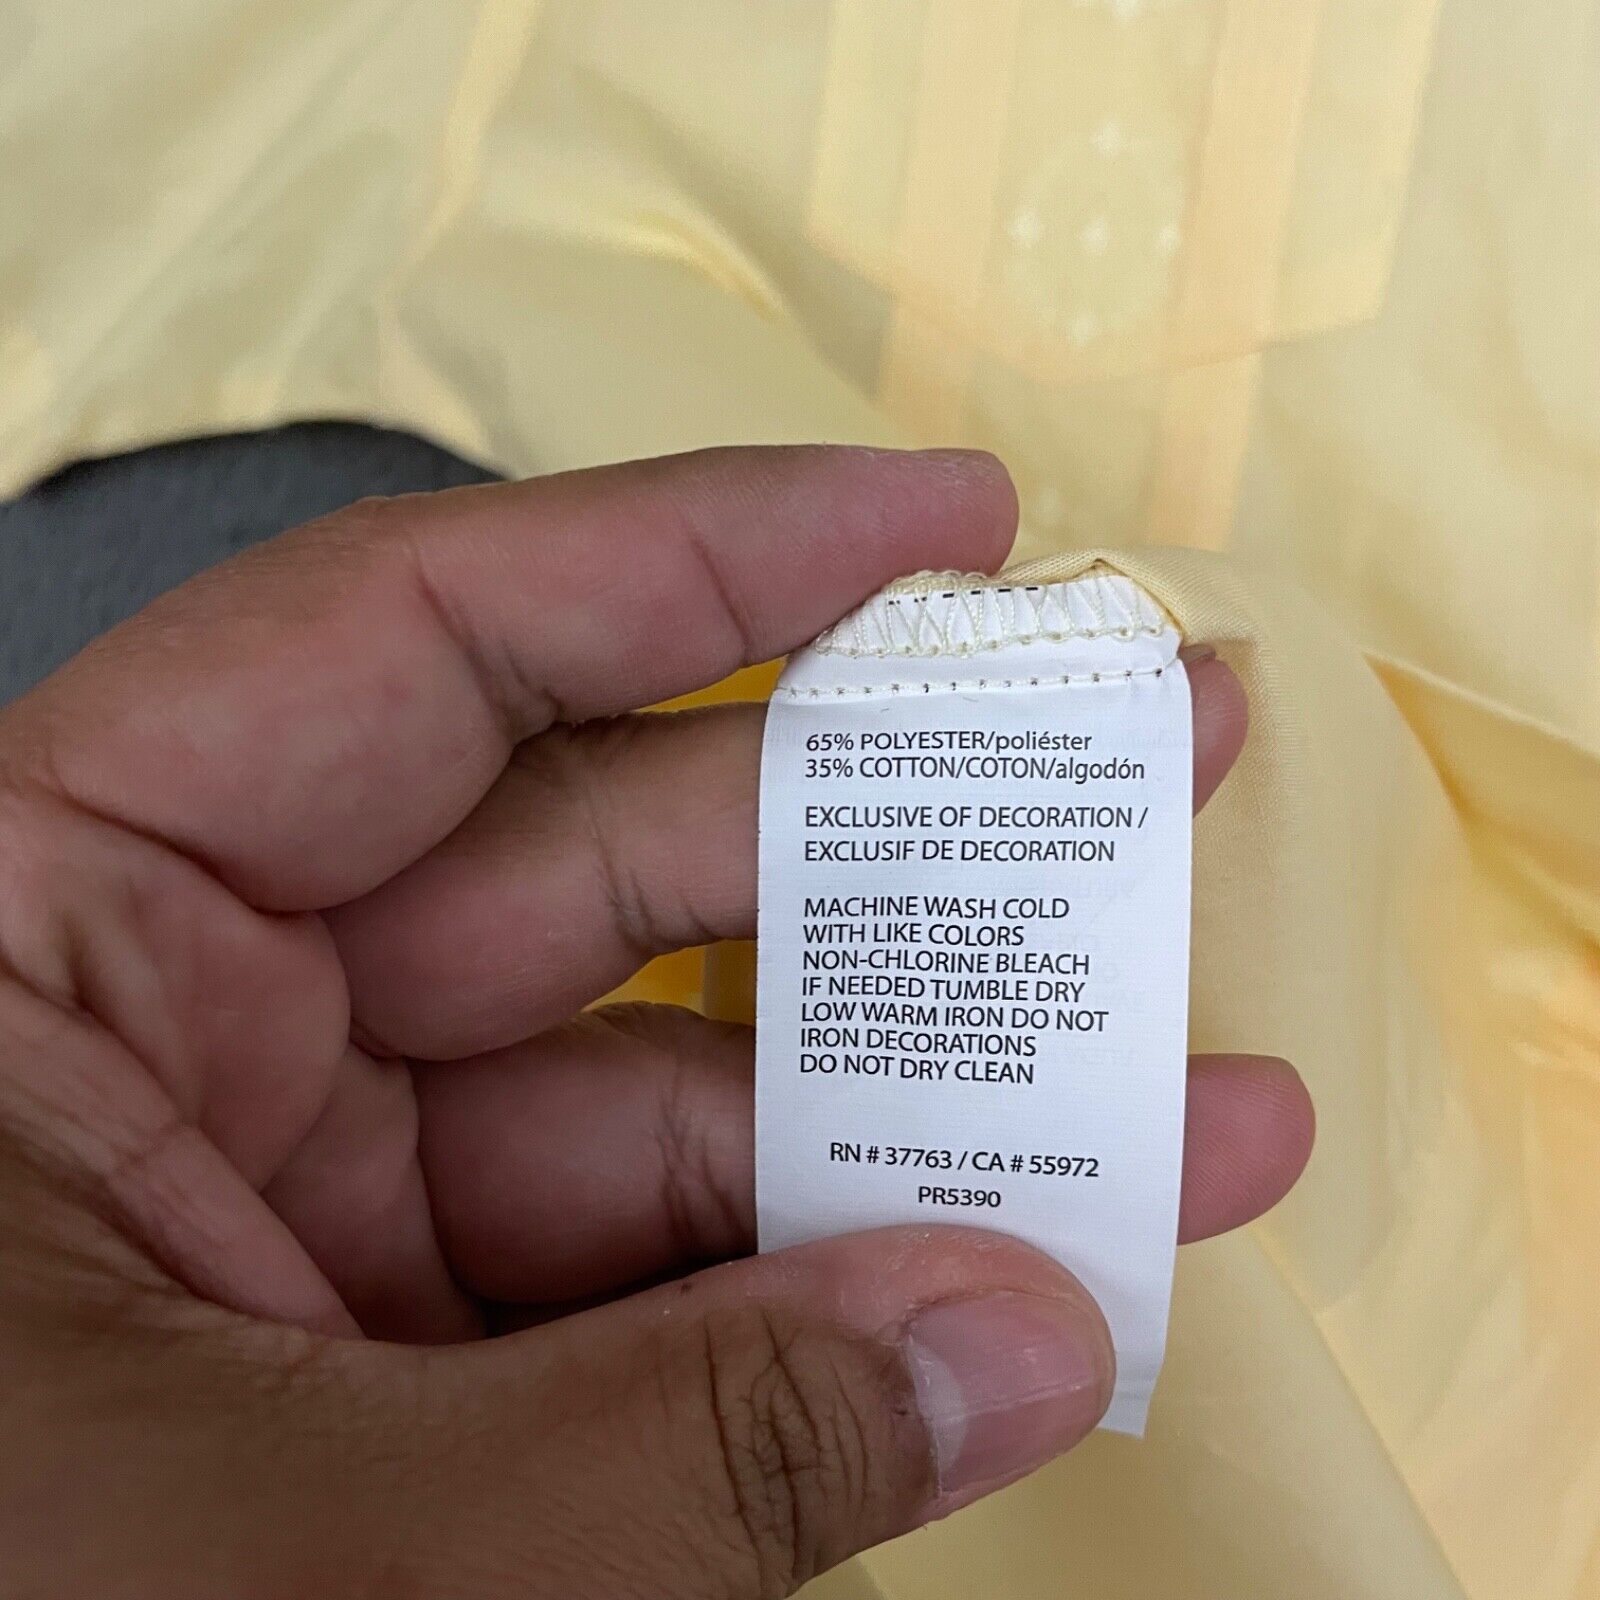 65% POLYESTER/poliéster
35% COTTON/COTON/algodón
EXCLUSIVE OF DECORATION /
EXCLUSIF DE DECORATION
MACHINE WASH COLD
WITH LIKE COLORS
NON-CHLORINE BLEACH
IF NEEDED TUMBLE DRY
LOW WARM IRON DO NOT
IRON DECORATIONS
DO NOT DRY CLEAN
RN # 37763 / CA # 55972
PR5390